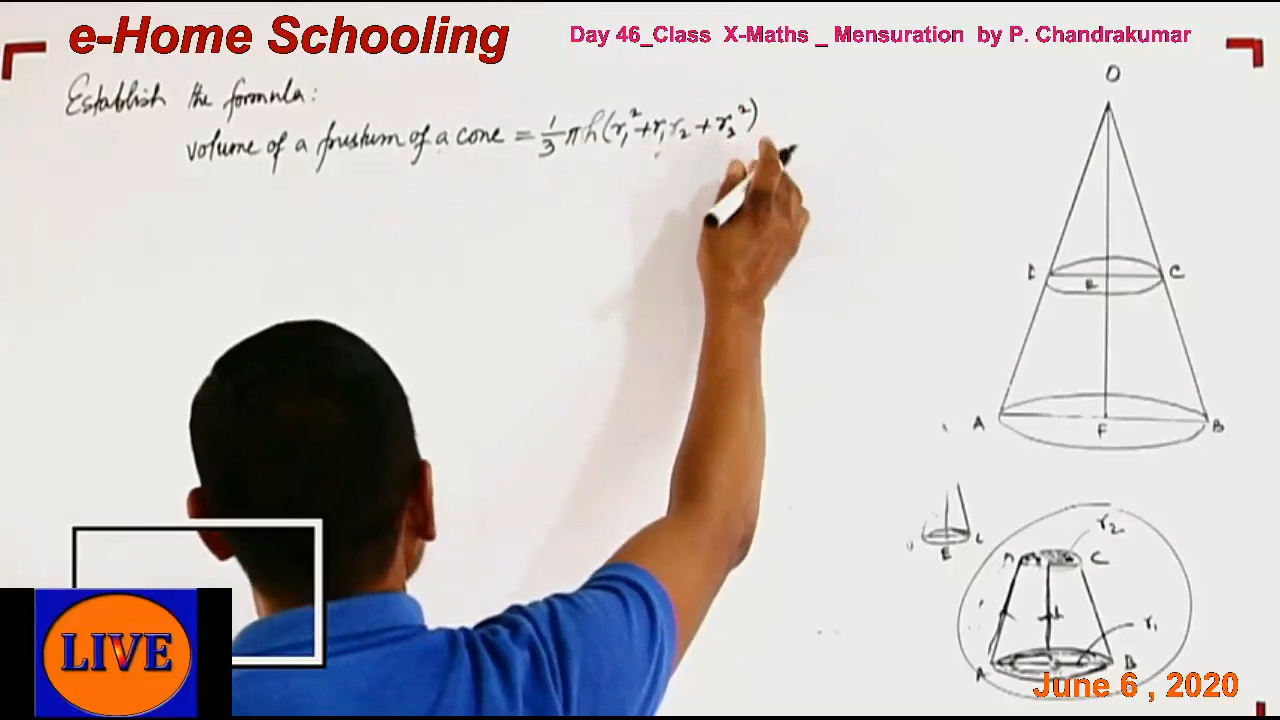 e-Home Schooling
Day 46_Class X-Maths _ Mensuration by P. Chandrakumar
Establish the formula:
volume of a frustum of a cone = 1/3 πh(r₁²+r₁r₂+r₂²)
O
C
E
A
F
B
r₂
C
E
r₁
A
B
LIVE
June 6 , 2020